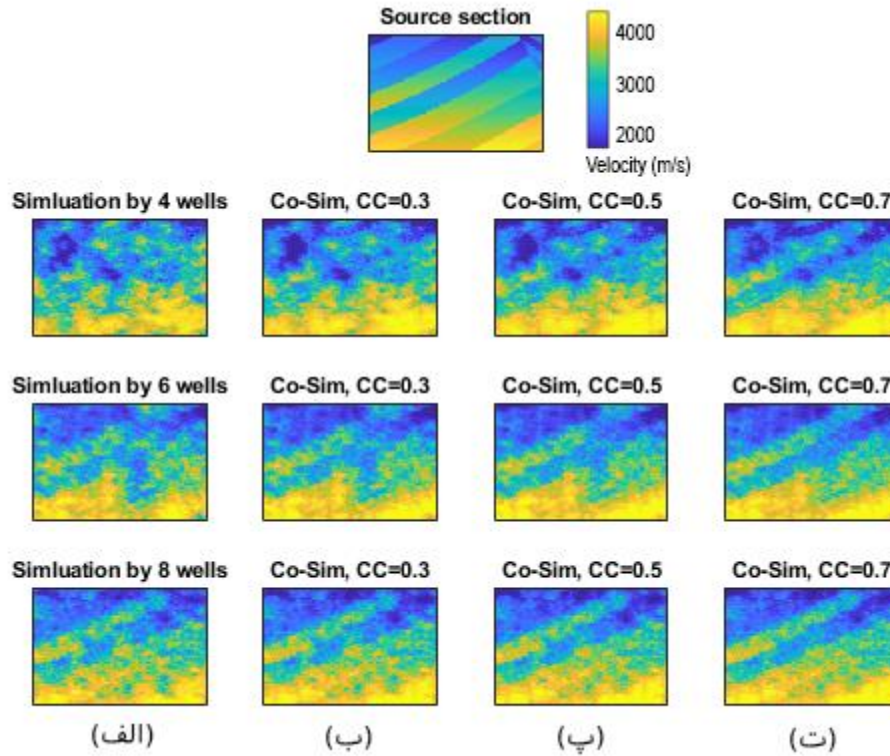 Source section
4000
3000
2000
Velocity (m/s)
Simluation by 4 wells Co-Sim, CC=0.3 Co-Sim, CC=0.5 Co-Sim, CC=0.7
Simluation by 6 wells Co-Sim, CC=0.3 Co-Sim, CC=0.5 Co-Sim, CC=0.7
Simluation by 8 wells Co-Sim, CC=0.3 Co-Sim, CC=0.5 Co-Sim, CC=0.7
(الف) (ب) (پ) (ت)